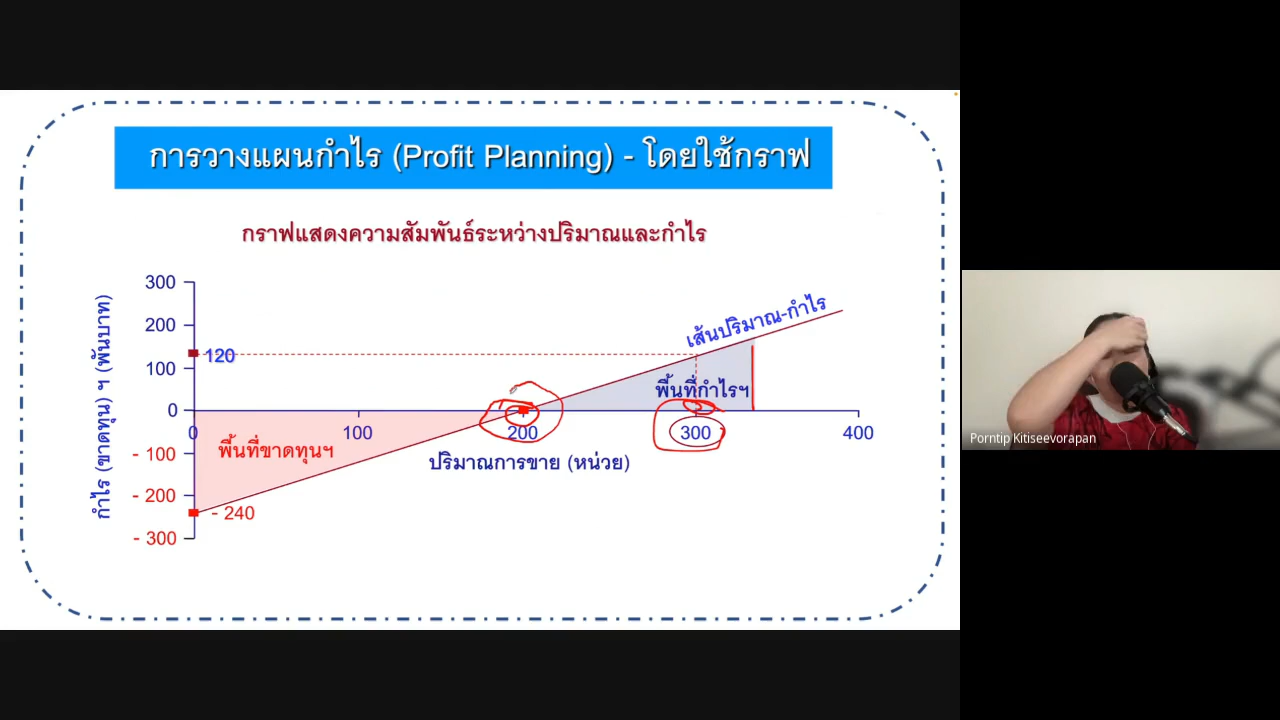 การวางแผนกำไร (Profit Planning) - โดยใช้กราฟ
กราฟแสดงความสัมพันธ์ระหว่างปริมาณและกำไร
กำไร (ขาดทุน) ฯ (พันบาท)
300
200
120
100
0
- 100
- 200
- 240
- 300
0
100
200
300
400
เส้นปริมาณ-กำไร
พื้นที่กำไรฯ
พื้นที่ขาดทุนฯ
ปริมาณการขาย (หน่วย)
Porntip Kitiseevorapan